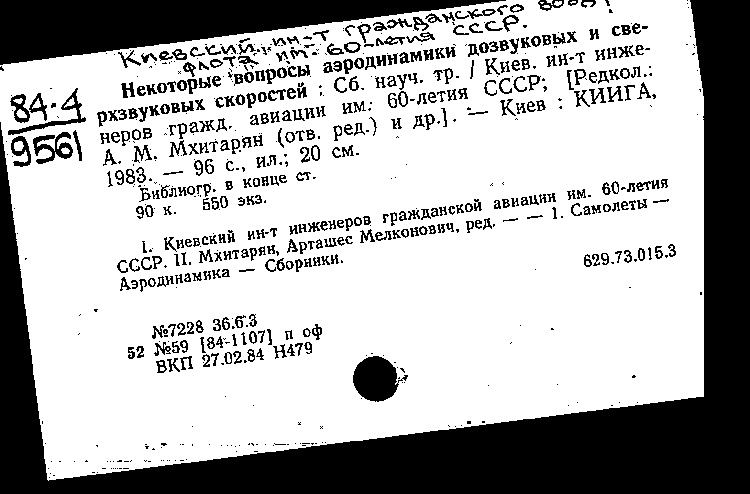 Киевский ин-т гражданского возд.
флота им. 60-летия СССР.
84-4
9561
Некоторые вопросы аэродинамики дозвуковых и све-
рхзвуковых скоростей : Сб. науч. тр. / Киев. ин-т инже-
неров гражд. авиации им. 60-летия СССР; [Редкол.:
А. М. Мхитарян (отв. ред.) и др.]. — Киев : КИИГА,
1983. — 96 с., ил.; 20 см.
Библиогр. в конце ст.
90 к. 550 экз.
I. Киевский ин-т инженеров гражданской авиации им. 60-летия
СССР. II. Мхитарян, Арташес Мелконович, ред. — — 1. Самолеты —
Аэродинамика — Сборники.
629.73.015.3
№7228 36.6.3
52 №59 [84-1107] п оф
ВКП 27.02.84 Н479